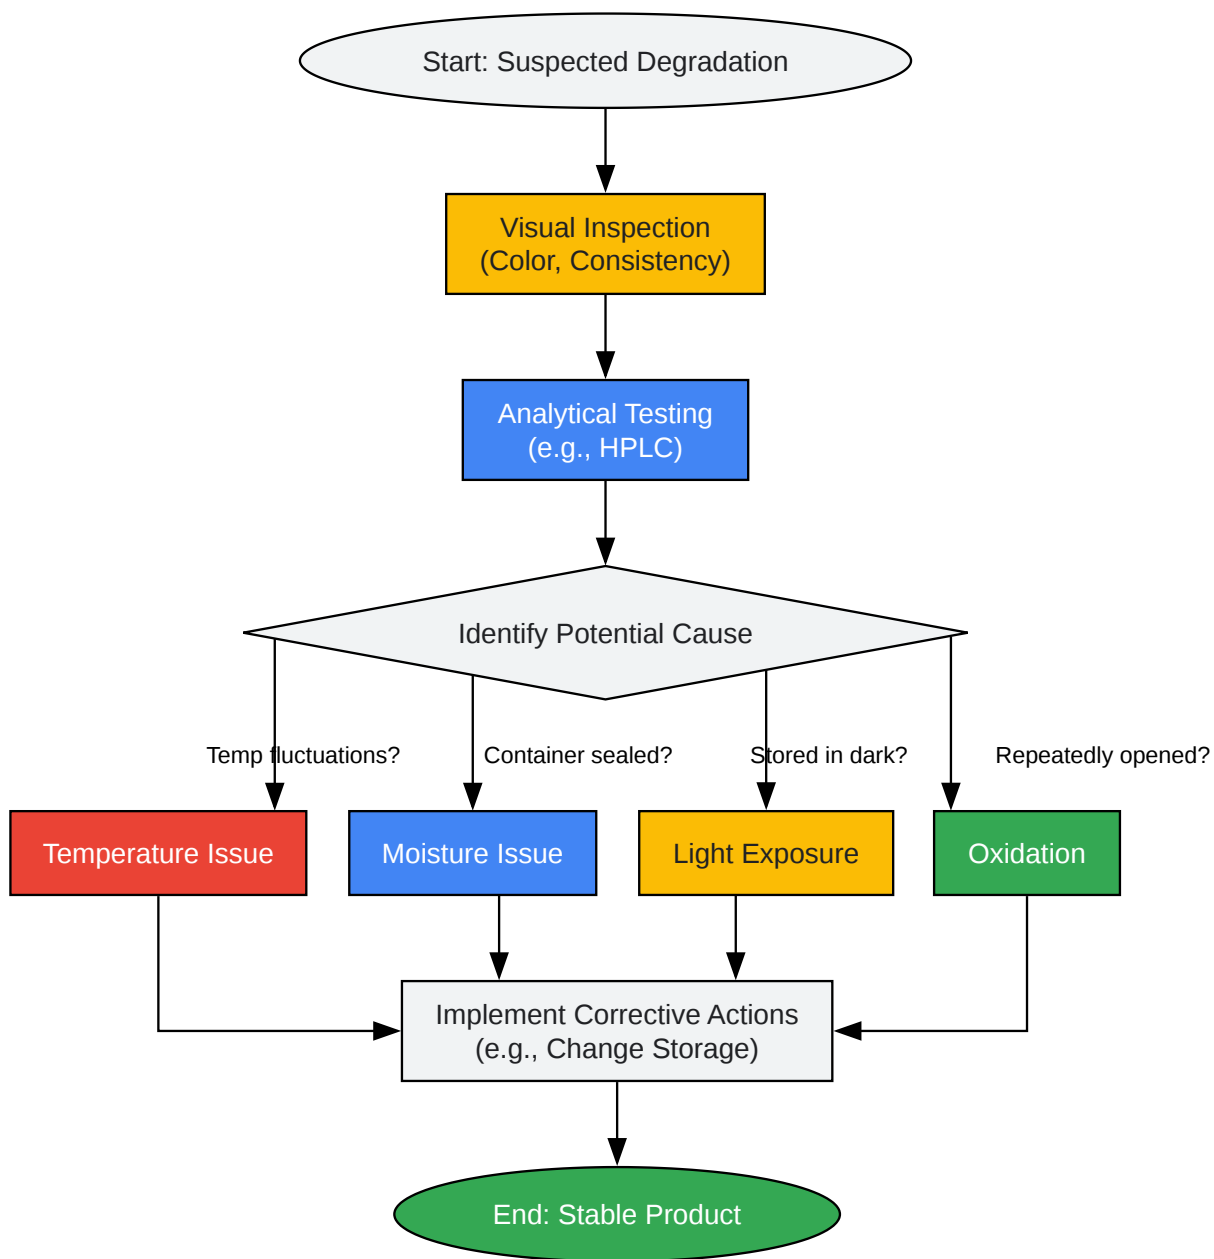 Start: Suspected Degradation
Visual Inspection
(Color, Consistency)
Analytical Testing
(e.g., HPLC)
Identify Potential Cause
Temp fluctuations?
Container sealed?
Stored in dark?
Repeatedly opened?
Temperature Issue
Moisture Issue
Light Exposure
Oxidation
Implement Corrective Actions
(e.g., Change Storage)
End: Stable Product